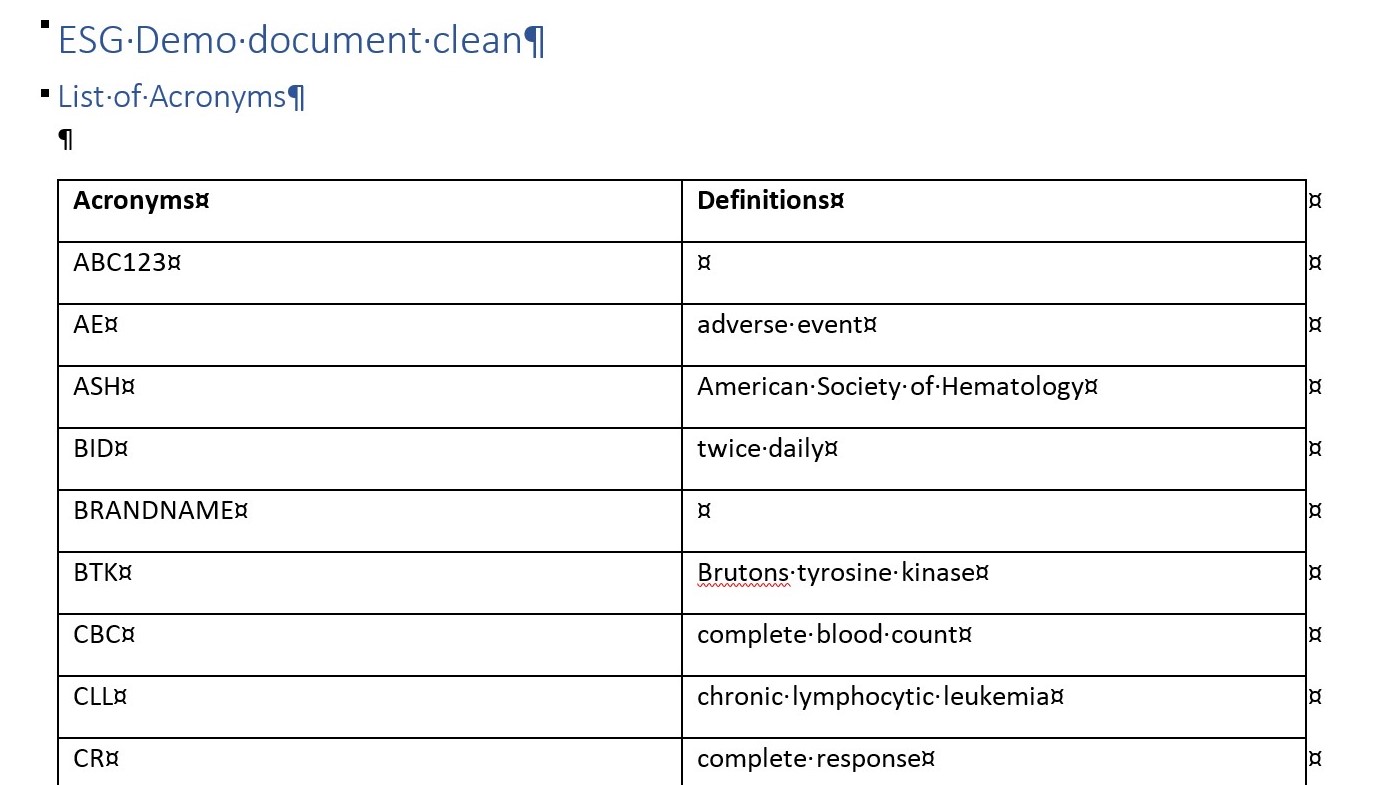 ESG·Demo·document·clean¶
List·of·Acronyms¶
¶
Acronyms¤ Definitions¤ ¤
ABC123¤ ¤ ¤
AE¤ adverse·event¤ ¤
ASH¤ American·Society·of·Hematology¤ ¤
BID¤ twice·daily¤ ¤
BRANDNAME¤ ¤ ¤
BTK¤ Brutons·tyrosine·kinase¤ ¤
CBC¤ complete·blood·count¤ ¤
CLL¤ chronic·lymphocytic·leukemia¤ ¤
CR¤ complete·response¤ ¤